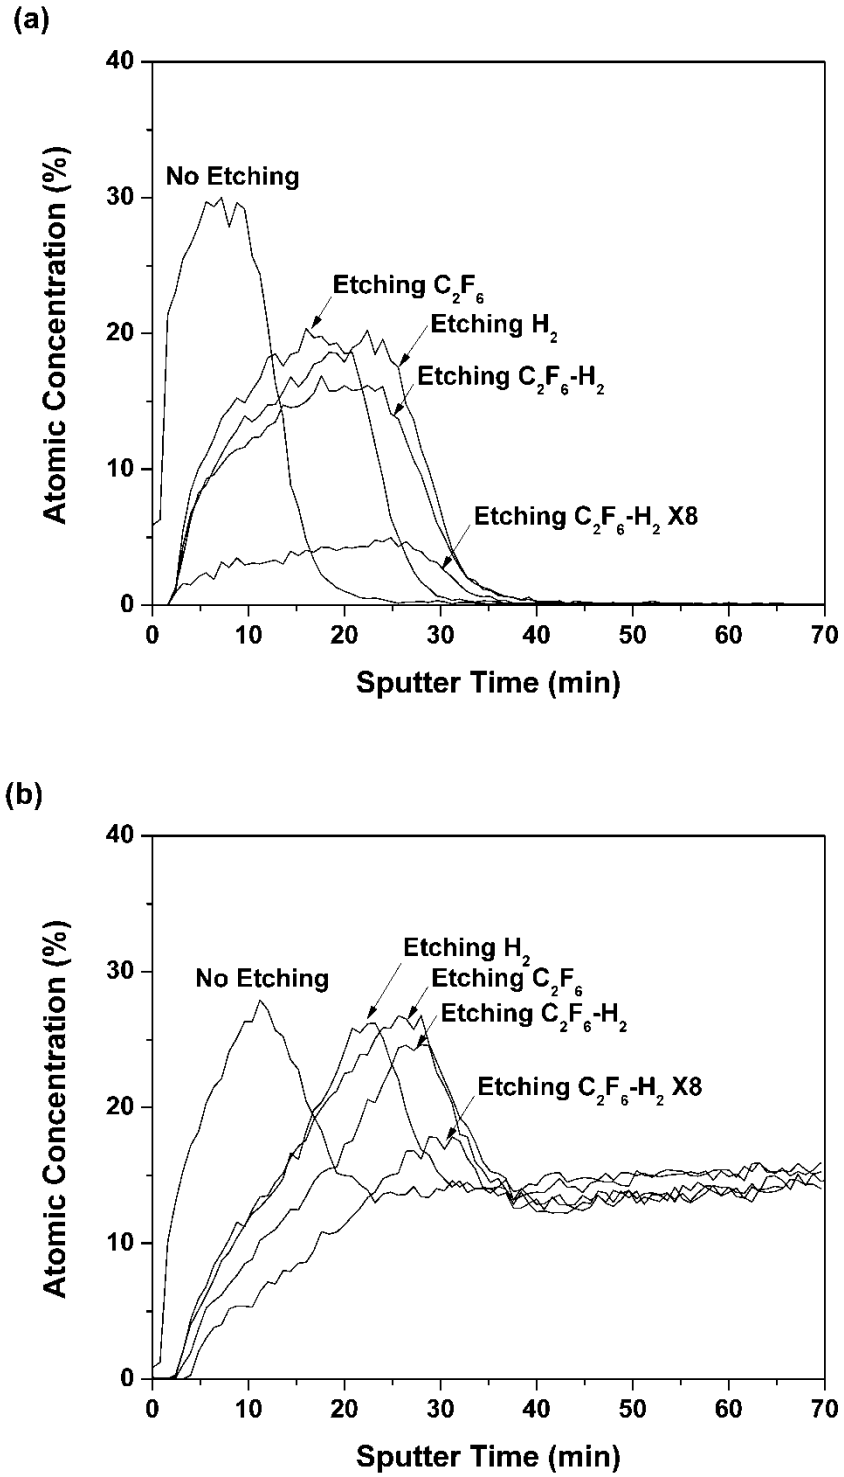 (a)
40
30
20
10
0
Atomic Concentration (%)
No Etching
Etching C₂F₆
Etching H₂
Etching C₂F₆-H₂
Etching C₂F₆-H₂ X8
0 10 20 30 40 50 60 70
Sputter Time (min)
(b)
40
30
20
10
0
Atomic Concentration (%)
Etching H₂
No Etching
Etching C₂F₆
Etching C₂F₆-H₂
Etching C₂F₆-H₂ X8
0 10 20 30 40 50 60 70
Sputter Time (min)